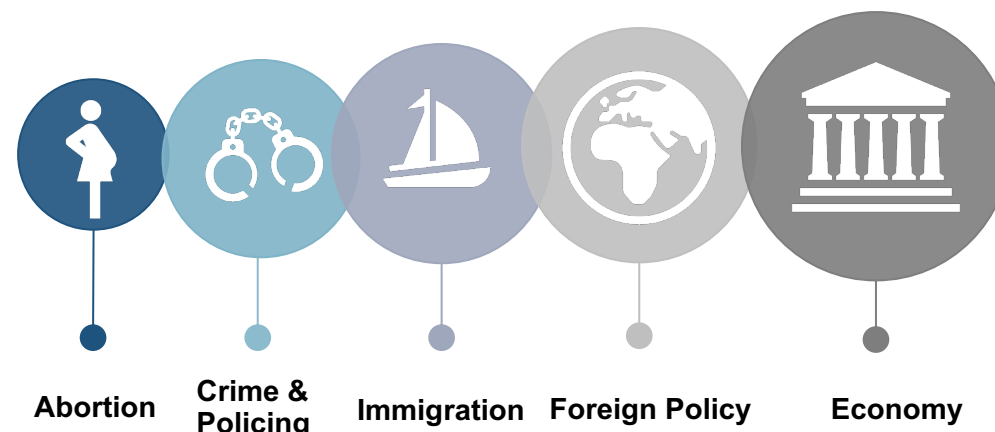 Abortion
Crime &
Policing
Immigration
Foreign Policy
Economy